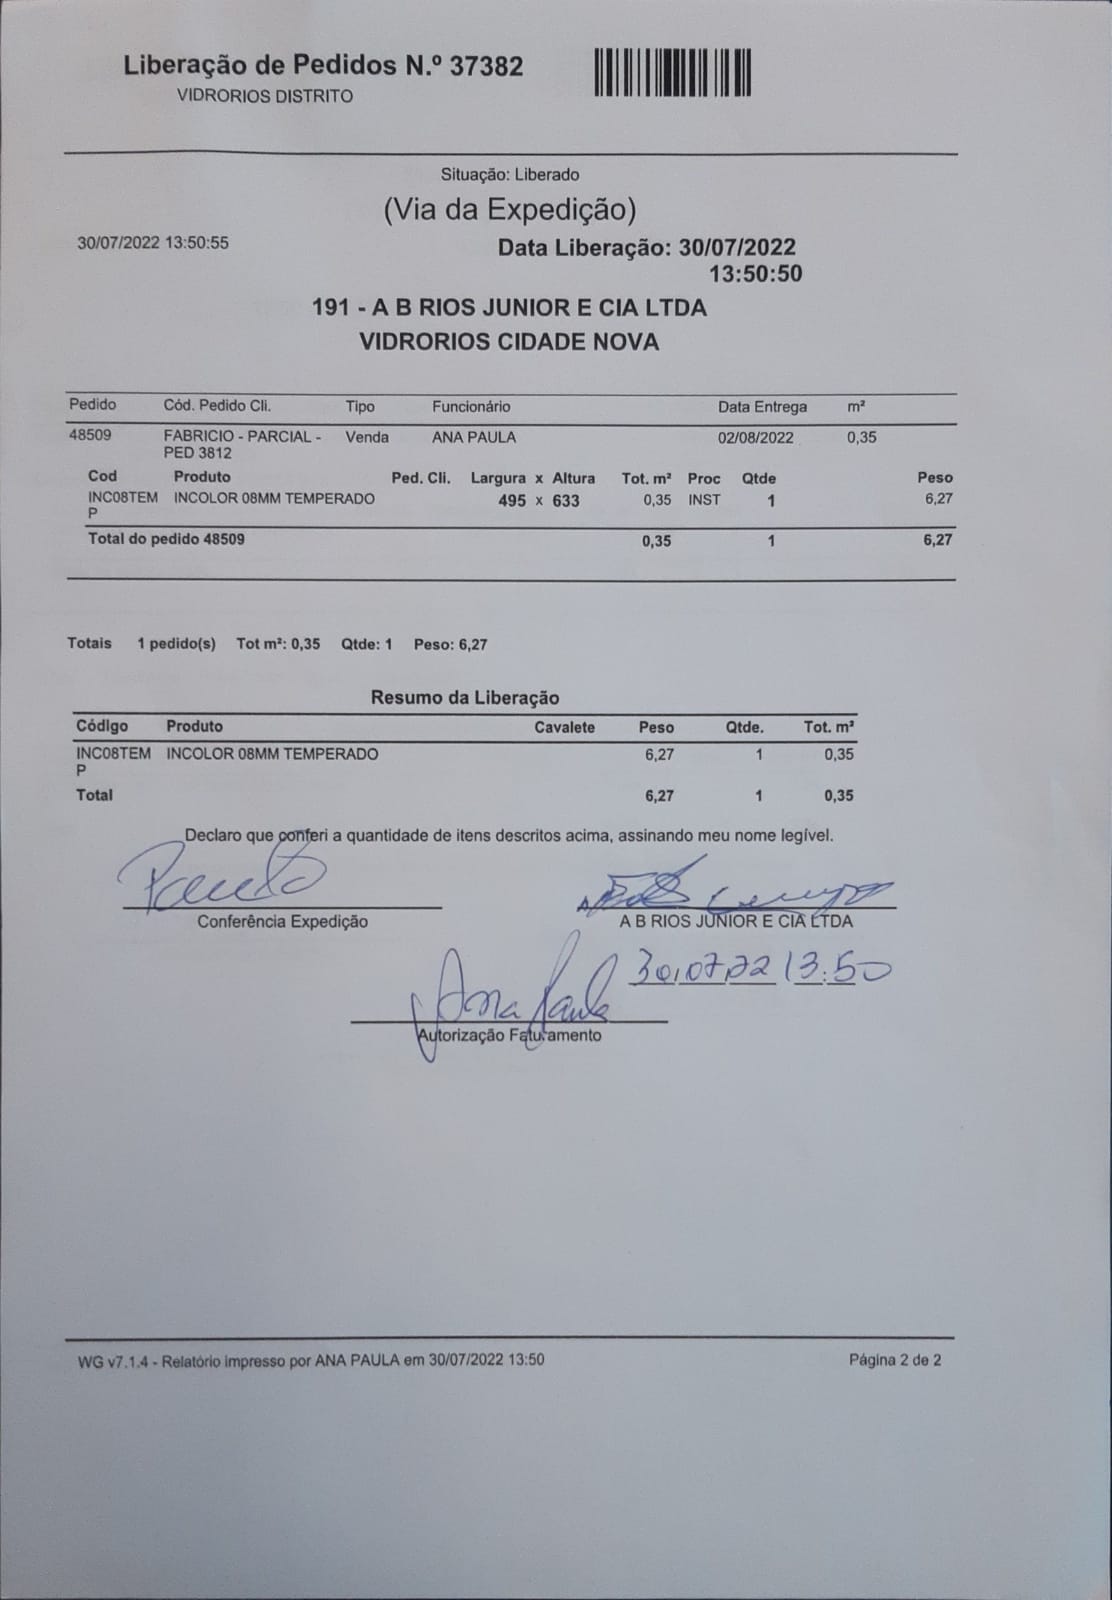 Liberação de Pedidos N.º 37382
VIDRORIOS DISTRITO
Situação: Liberado
(Via da Expedição)
30/07/2022 13:50:55
Data Liberação: 30/07/2022
13:50:50
191 - A B RIOS JUNIOR E CIA LTDA
VIDRORIOS CIDADE NOVA
Pedido Cód. Pedido Cli. Tipo Funcionário Data Entrega m²
48509 FABRICIO - PARCIAL - Venda ANA PAULA 02/08/2022 0,35
PED 3812
Cod Produto Ped. Cli. Largura x Altura Tot. m² Proc Qtde Peso
INC08TEM INCOLOR 08MM TEMPERADO 495 x 633 0,35 INST 1 6,27
P
Total do pedido 48509 0,35 1 6,27
Totais 1 pedido(s) Tot m²: 0,35 Qtde: 1 Peso: 6,27
Resumo da Liberação
Código Produto Cavalete Peso Qtde. Tot. m²
INC08TEM INCOLOR 08MM TEMPERADO 6,27 1 0,35
P
Total 6,27 1 0,35
Declaro que conferi a quantidade de itens descritos acima, assinando meu nome legível.
Paulo
Conferência Expedição A B RIOS JUNIOR E CIA LTDA
30,07,22 13:50
Ana Paula
Autorização Faturamento
WG v7.1.4 - Relatório impresso por ANA PAULA em 30/07/2022 13:50 Página 2 de 2